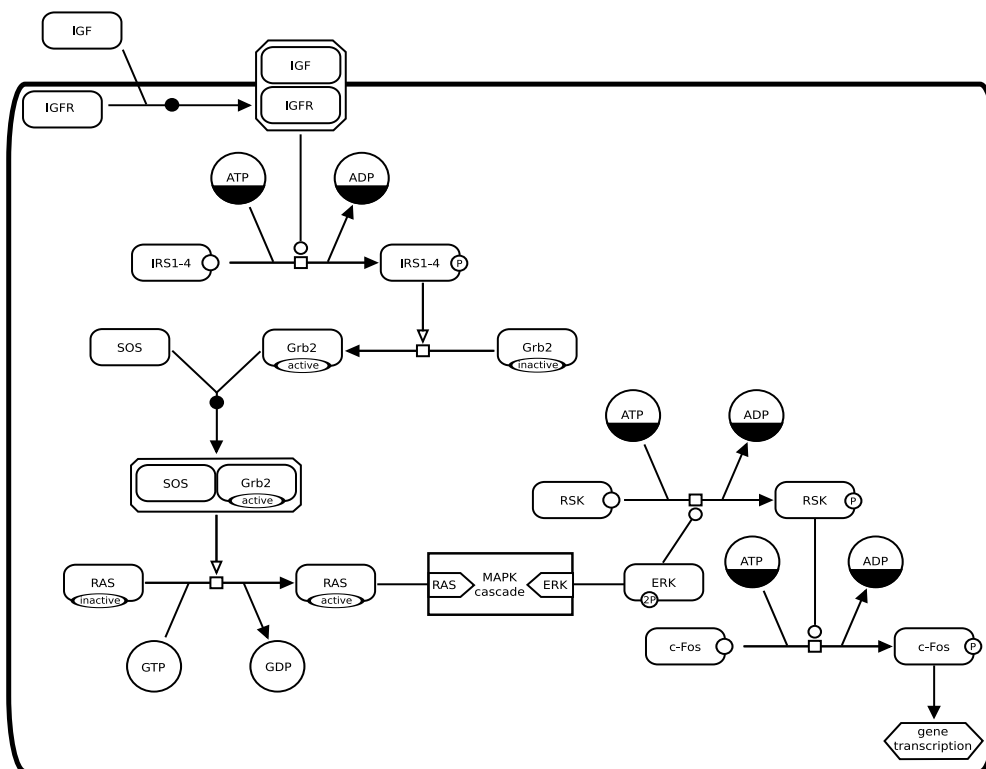 IGF
IGF
IGFR
IGFR
ATP
ADP
IRS1-4
IRS1-4
P
SOS
Grb2
active
Grb2
inactive
ATP
ADP
SOS
Grb2
active
RSK
RSK
P
ATP
ADP
RAS
inactive
RAS
active
RAS
MAPK
cascade
ERK
ERK
2P
GTP
GDP
c-Fos
c-Fos
P
gene
transcription